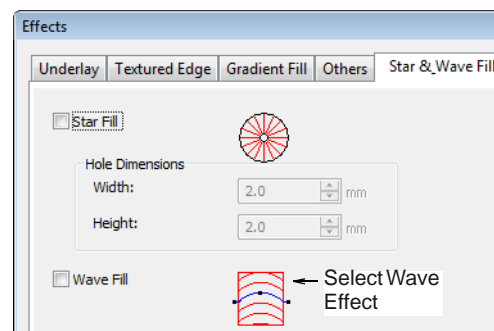 Effects
Underlay Textured Edge Gradient Fill Others Star & Wave Fill
Star Fill
Hole Dimensions
Width: 2.0 mm
Height: 2.0 mm
Wave Fill
Select Wave
Effect